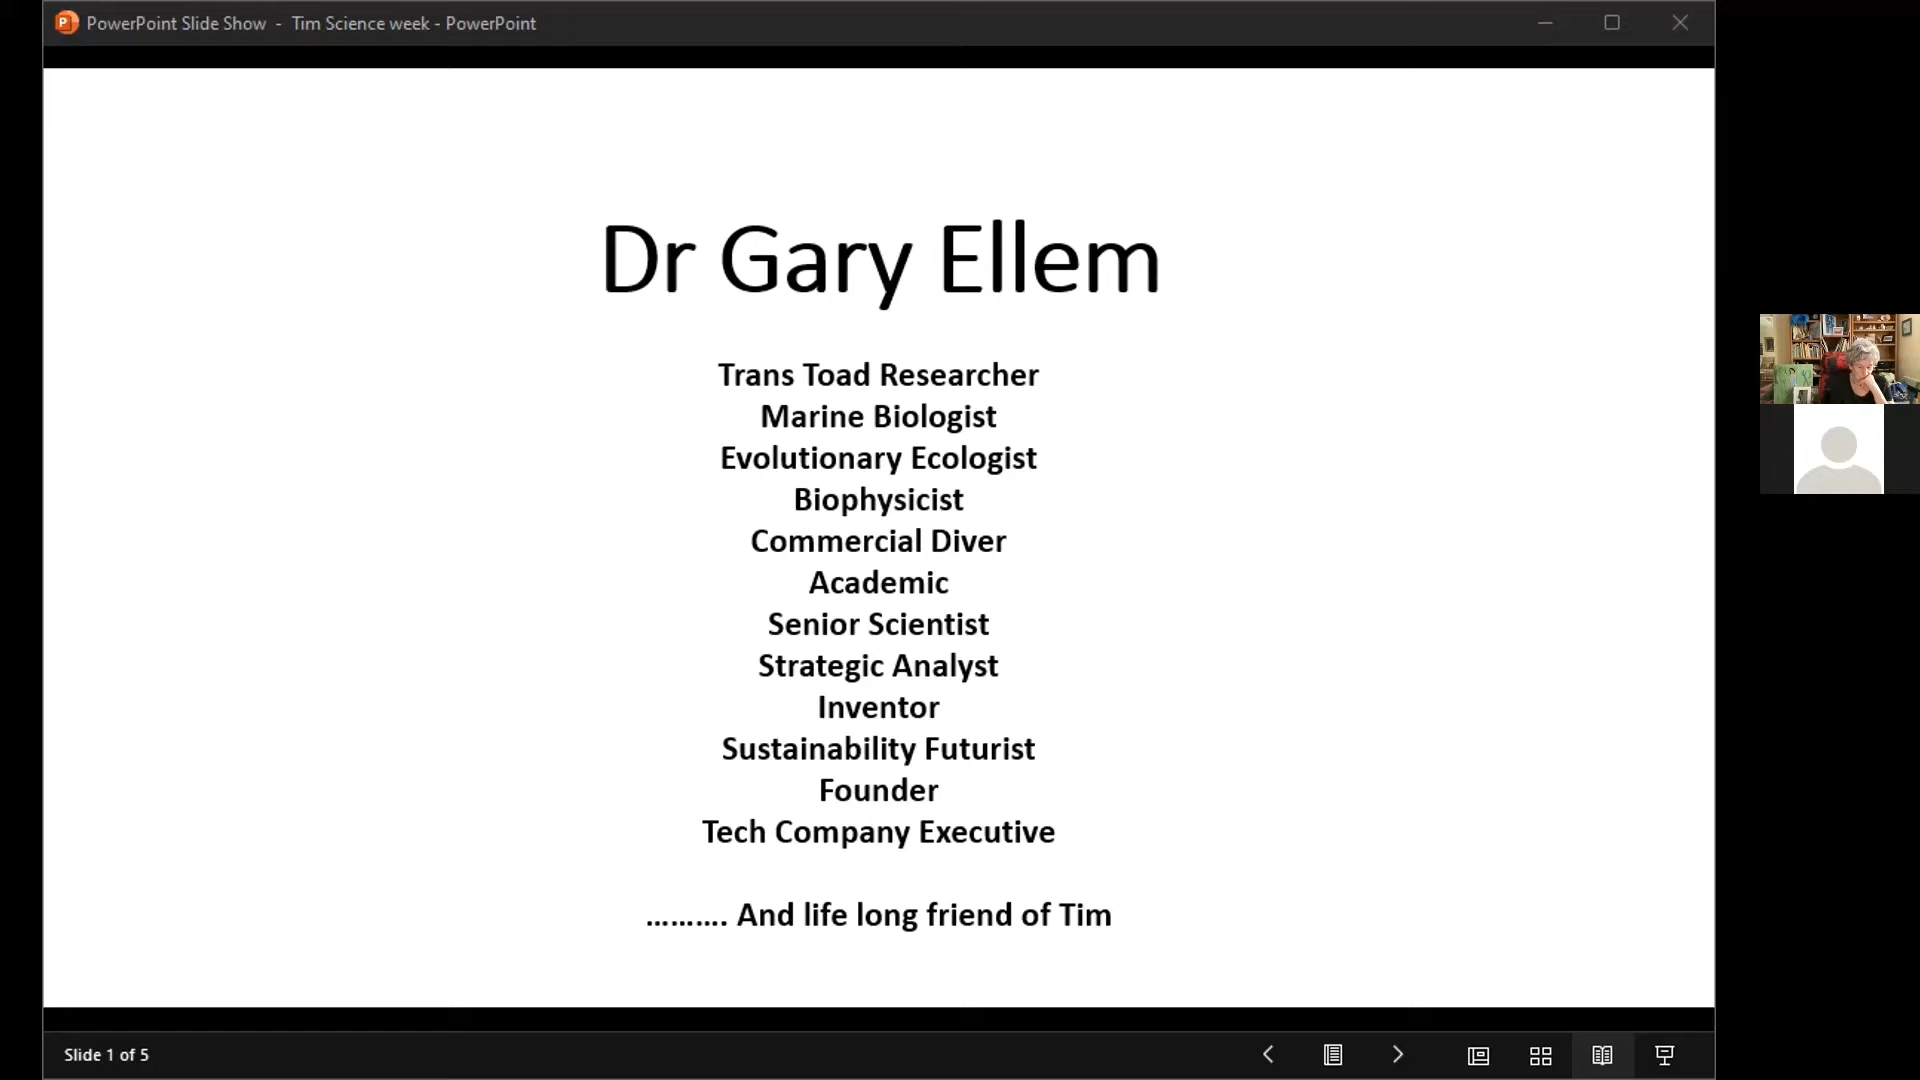 PowerPoint Slide Show - Tim Science week - PowerPoint
Dr Gary Ellem
Trans Toad Researcher
Marine Biologist
Evolutionary Ecologist
Biophysicist
Commercial Diver
Academic
Senior Scientist
Strategic Analyst
Inventor
Sustainability Futurist
Founder
Tech Company Executive
.......... And life long friend of Tim
Slide 1 of 5